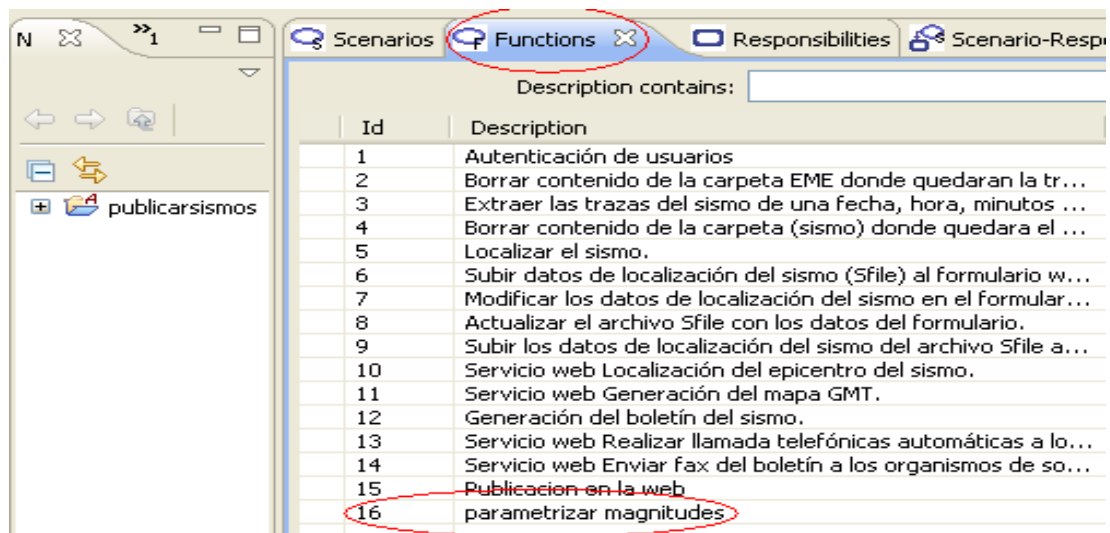 N
»1
Scenarios
Functions
Responsibilities
Scenario-Resp
Description contains:
publicarsismos
Id Description
1 Autenticación de usuarios
2 Borrar contenido de la carpeta EME donde quedaran la tr...
3 Extraer las trazas del sismo de una fecha, hora, minutos ...
4 Borrar contenido de la carpeta (sismo) donde quedara el ...
5 Localizar el sismo.
6 Subir datos de localización del sismo (Sfile) al formulario w...
7 Modificar los datos de localización del sismo en el formular...
8 Actualizar el archivo Sfile con los datos del formulario.
9 Subir los datos de localización del sismo del archivo Sfile a...
10 Servicio web Localización del epicentro del sismo.
11 Servicio web Generación del mapa GMT.
12 Generación del boletín del sismo.
13 Servicio web Realizar llamada telefónicas automáticas a lo...
14 Servicio web Enviar fax del boletín a los organismos de so...
15 Publicacion en la web
16 parametrizar magnitudes